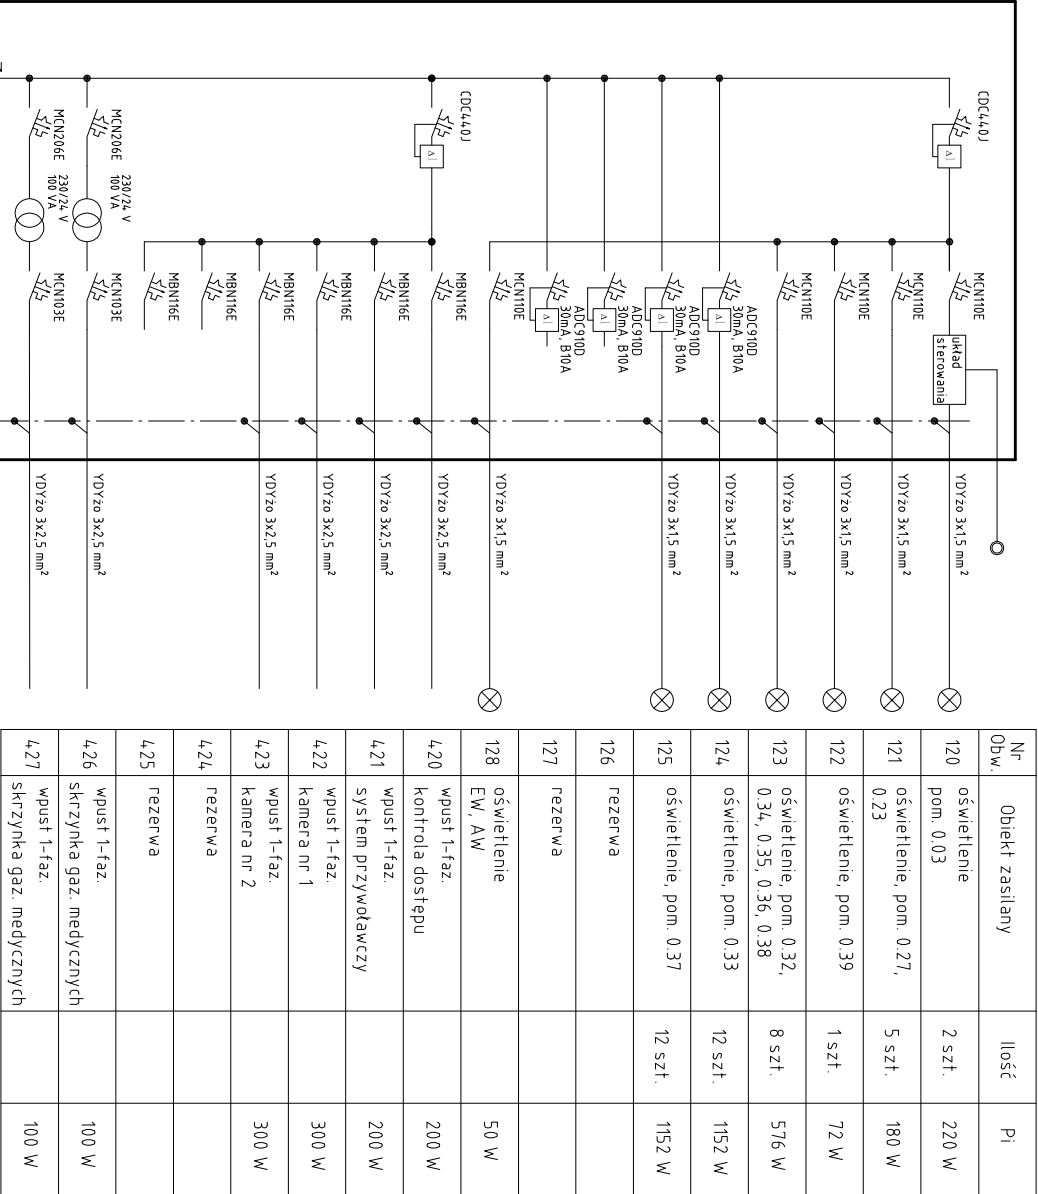 CDC440J
MCN110E
układ
sterowania
YDYżo 3x1,5 mm²
MCN110E
YDYżo 3x1,5 mm²
MCN110E
YDYżo 3x1,5 mm²
MCN110E
YDYżo 3x1,5 mm²
ADC910D
30mA, B10A
ΔI
YDYżo 3x1,5 mm²
ADC910D
30mA, B10A
ΔI
YDYżo 3x1,5 mm²
ADC910D
30mA, B10A
ΔI
ADC910D
30mA, B10A
ΔI
MCN110E
YDYżo 3x1,5 mm²
CDC440J
ΔI
MBN116E
YDYżo 3x2,5 mm²
MBN116E
YDYżo 3x2,5 mm²
MBN116E
YDYżo 3x2,5 mm²
MBN116E
YDYżo 3x2,5 mm²
MBN116E
MBN116E
MCN206E
230/24 V
100 VA
MCN103E
YDYżo 3x2,5 mm²
MCN206E
230/24 V
100 VA
MCN103E
YDYżo 3x2,5 mm²
ΔI
Nr Obiekt zasilany Ilość Pi
Obw.
120 oświetlenie 2 szt. 220 W
pom. 0.03
121 oświetlenie, pom. 0.27, 5 szt. 180 W
0.23
122 oświetlenie, pom. 0.39 1 szt. 72 W
123 oświetlenie, pom. 0.32, 8 szt. 576 W
0.34, 0.35, 0.36, 0.38
124 oświetlenie, pom. 0.33 12 szt. 1152 W
125 oświetlenie, pom. 0.37 12 szt. 1152 W
126 rezerwa
127 rezerwa
128 oświetlenie 50 W
EW, AW
420 wpust 1-faz. 200 W
kontrola dostępu
421 wpust 1-faz. 200 W
system przywoławczy
422 wpust 1-faz. 300 W
kamera nr 1
423 wpust 1-faz. 300 W
kamera nr 2
424 rezerwa
425 rezerwa
426 wpust 1-faz. 100 W
skrzynka gaz. medycznych
427 wpust 1-faz. 100 W
skrzynka gaz. medycznych